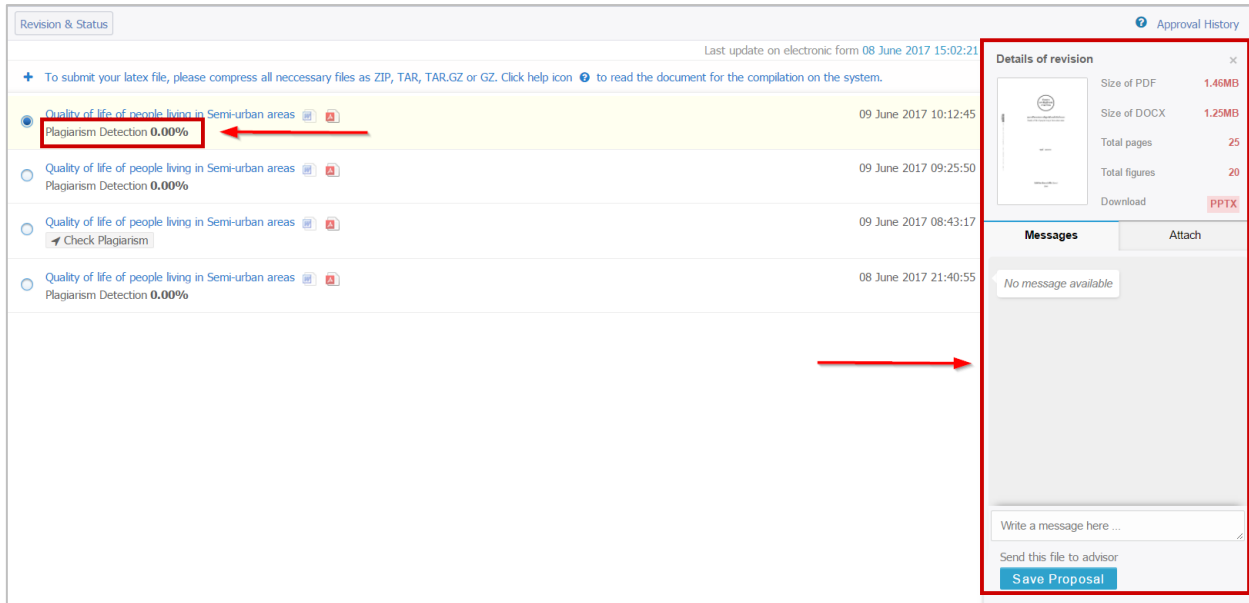 Revision & Status
Approval History
Last update on electronic form 08 June 2017 15:02:21
To submit your latex file, please compress all neccessary files as ZIP, TAR, TAR.GZ or GZ. Click help icon to read the document for the compilation on the system.
Quality of life of people living in Semi-urban areas
09 June 2017 10:12:45
Plagiarism Detection 0.00%
Quality of life of people living in Semi-urban areas
09 June 2017 09:25:50
Plagiarism Detection 0.00%
Quality of life of people living in Semi-urban areas
09 June 2017 08:43:17
Check Plagiarism
Quality of life of people living in Semi-urban areas
08 June 2017 21:40:55
Plagiarism Detection 0.00%
Details of revision ×
Size of PDF 1.46MB
Size of DOCX 1.25MB
Total pages 25
Total figures 20
Download PPTX
Messages Attach
No message available
Write a message here ...
Send this file to advisor
Save Proposal